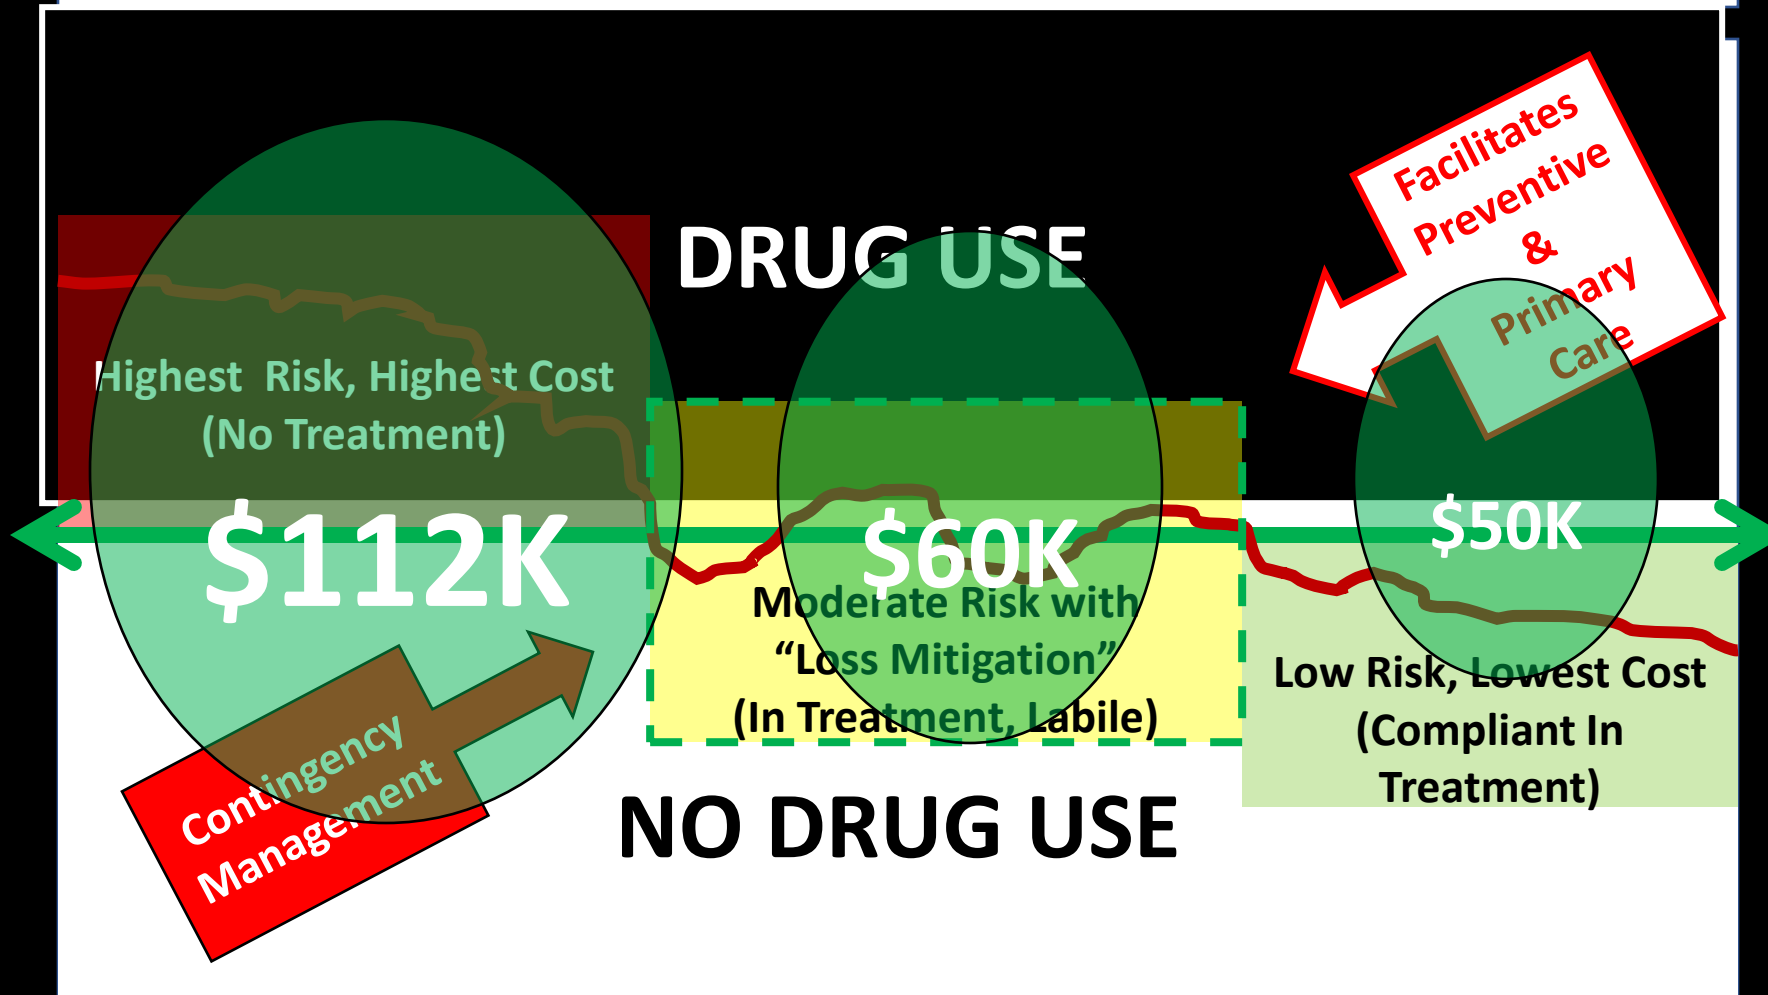 DRUG USE
Facilitates
Preventive
&
Primary
Care
Highest  Risk, Highest Cost
(No Treatment)
$112K
$60K
$50K
Moderate Risk with
“Loss Mitigation”
(In Treatment, Labile)
Low Risk, Lowest Cost
(Compliant In
Treatment)
Contingency
Management
NO DRUG USE